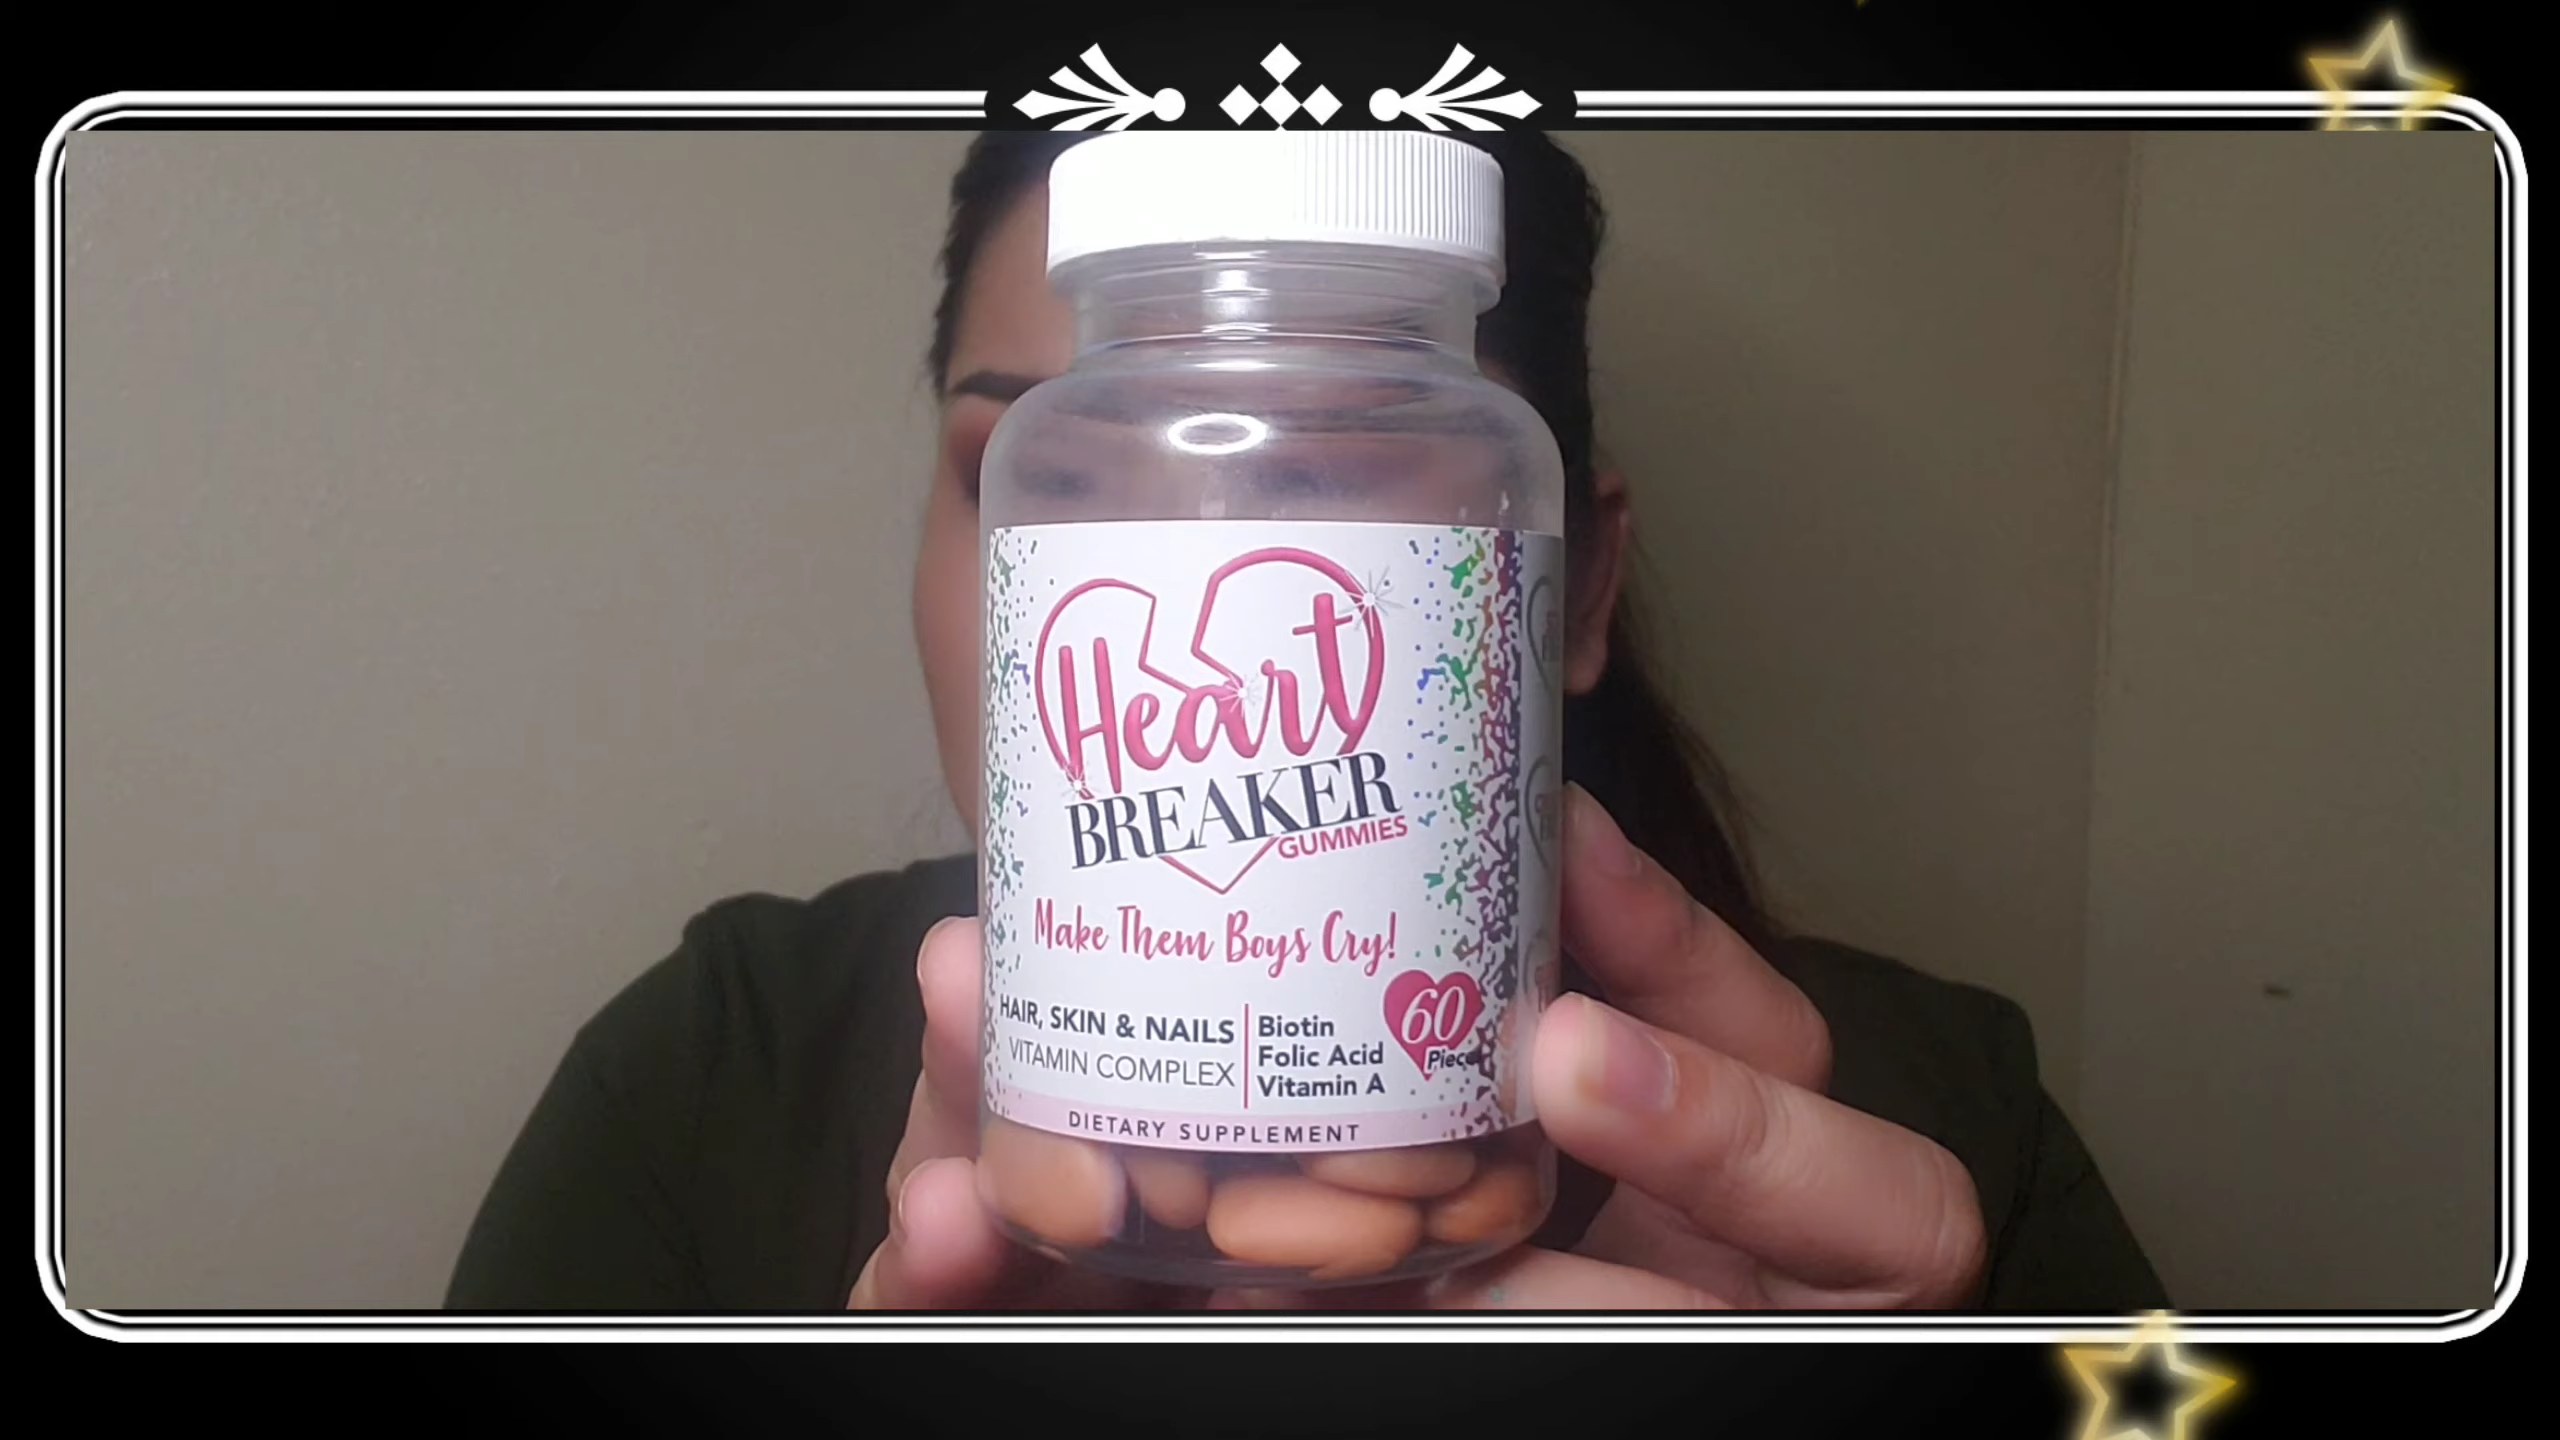 Heart
BREAKER
GUMMIES
Make Them Boys Cry!
HAIR, SKIN & NAILS
VITAMIN COMPLEX
Biotin
Folic Acid
Vitamin A
60
DIETARY SUPPLEMENT